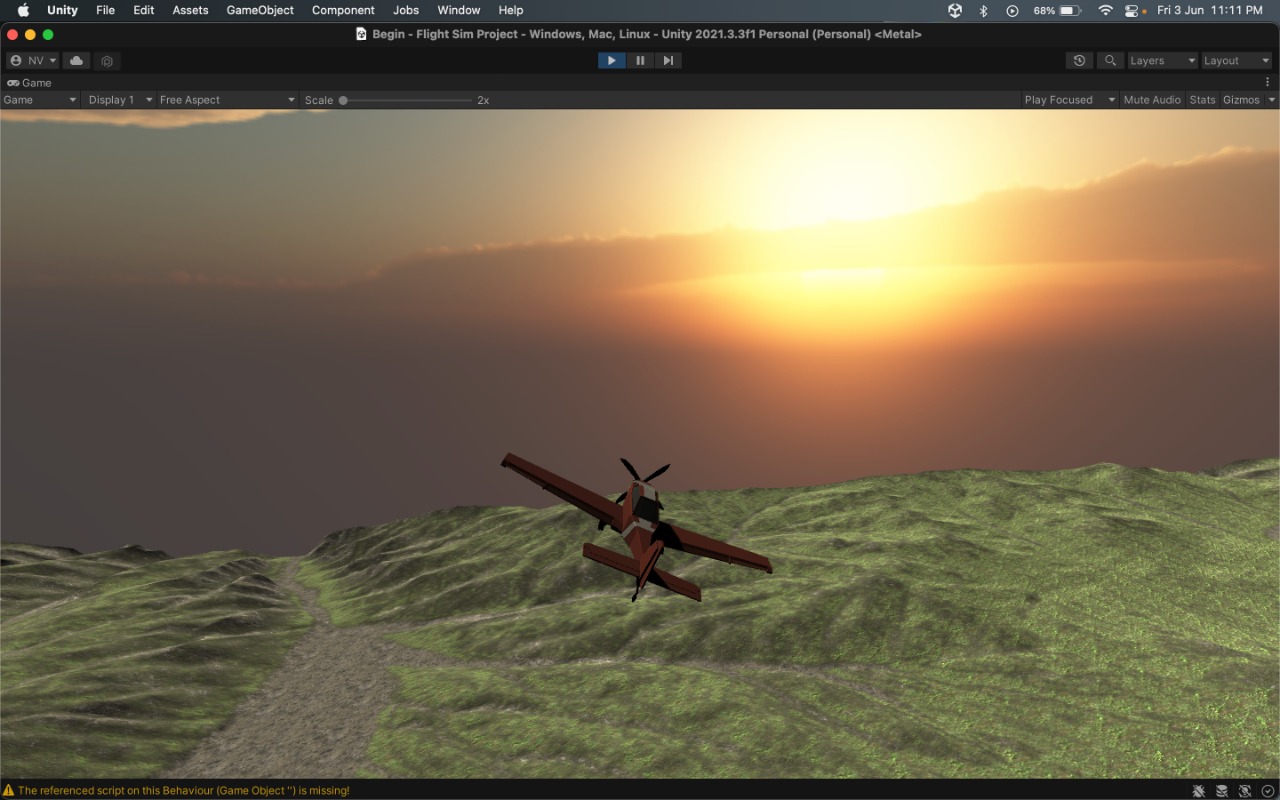 Unity File Edit Assets GameObject Component Jobs Window Help 68% Fri 3 Jun 11:11 PM
Begin - Flight Sim Project - Windows, Mac, Linux - Unity 2021.3.3f1 Personal (Personal) <Metal>
NV Layers Layout
Game
Game Display 1 Free Aspect Scale 2x Play Focused Mute Audio Stats Gizmos
The referenced script on this Behaviour (Game Object '') is missing!